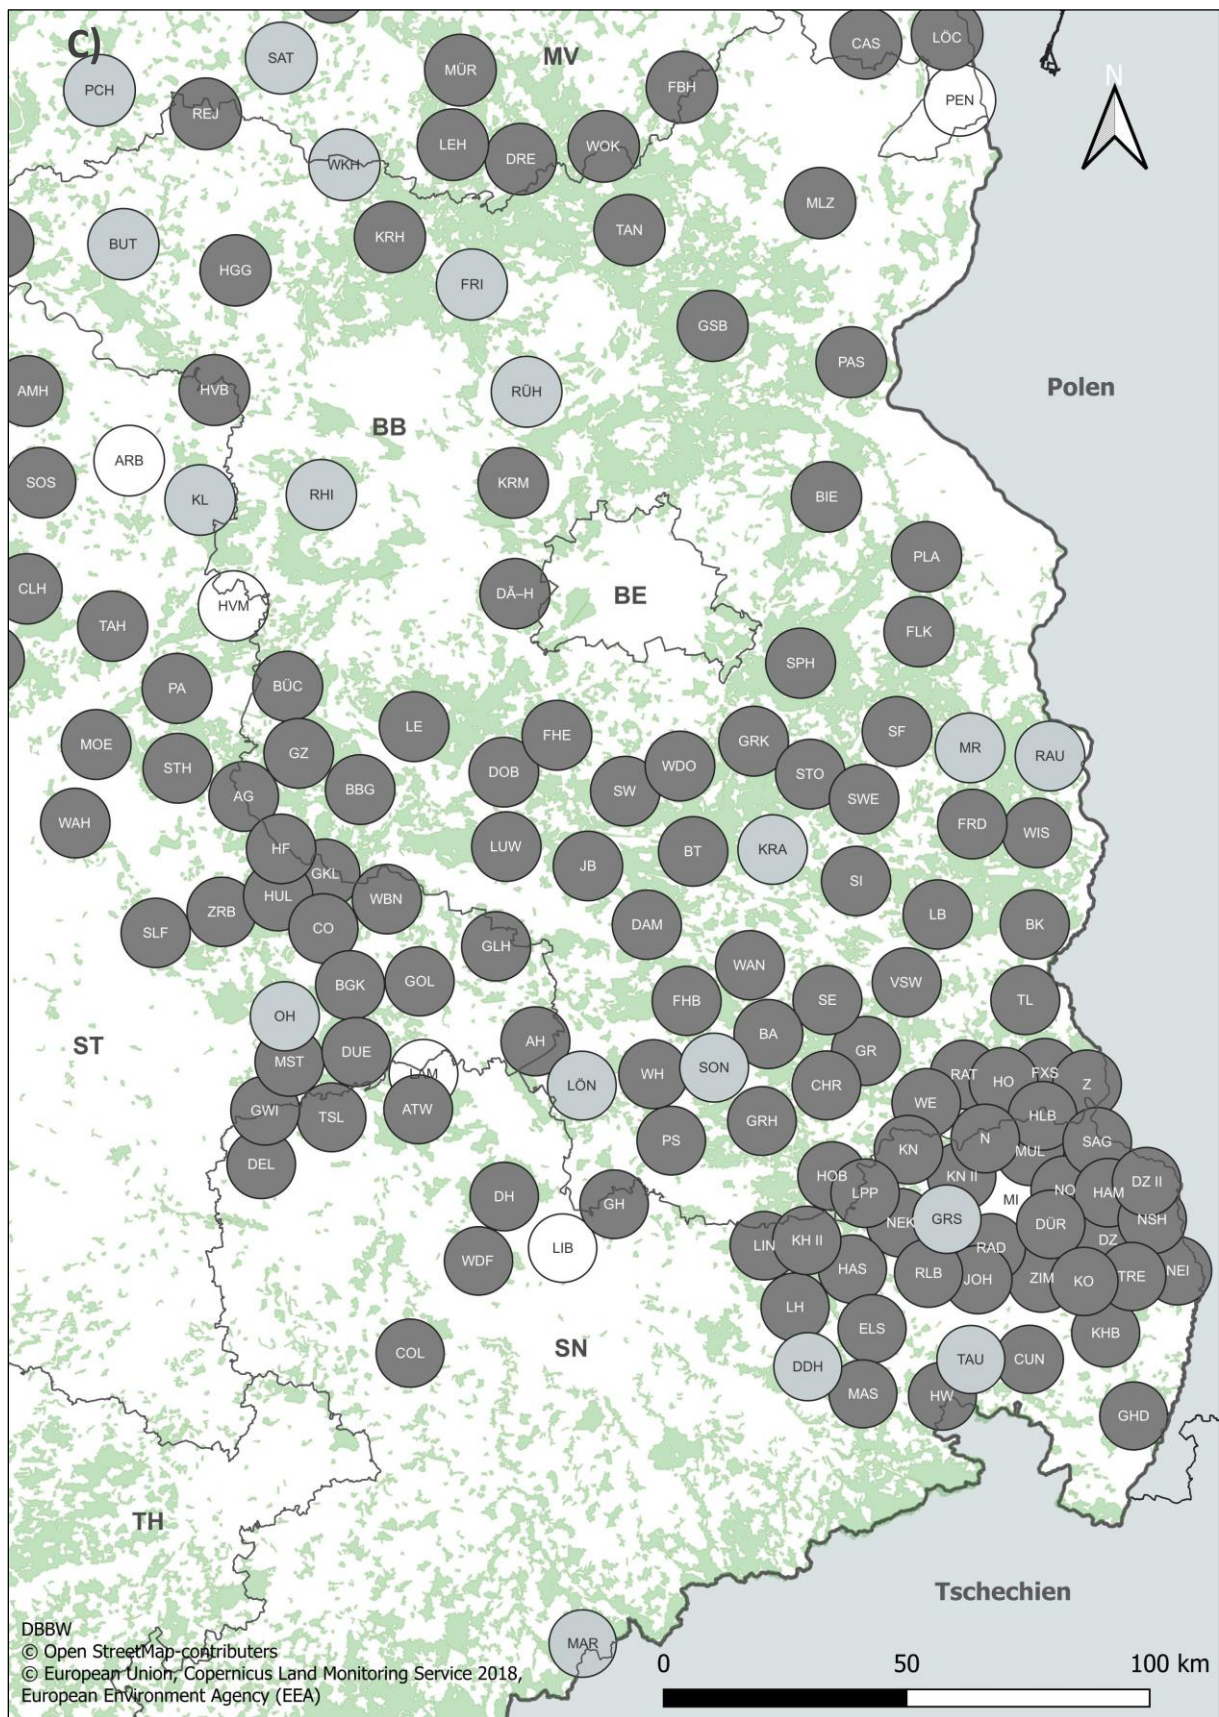 C)
SAT
MÜR
MV
CAS
LÖC
PCH
REJ
FBH
PEN
N
LEH
DRE
WOK
WKH
MLZ
BUT
HGG
KRH
TAN
FRI
GSB
PAS
Polen
AMH
HVB
RÜH
BB
ARB
SOS
KL
RHI
KRM
BIE
PLA
CLH
HVM
DÄ–H
BE
TAH
FLK
SPH
PA
BÜC
LE
FHE
GRK
SF
MR
RAU
MOE
STH
GZ
DOB
WDO
STO
AG
BBG
SW
SWE
WAH
FRD
WIS
HF
LUW
JB
BT
KRA
GKL
SI
HUL
WBN
ZRB
SLF
CO
GLH
DAM
LB
BK
WAN
BGK
GOL
FHB
SE
VSW
TL
OH
ST
AH
BA
GR
MST
DUE
LAM
LÖN
WH
SON
CHR
RAT
HO
FXS
Z
GWI
TSL
ATW
GRH
WE
HLB
PS
KN
N
MUL
SAG
DEL
HOB
LPP
KN II
MI
NO
HAM
DZ II
DH
GH
NEK
GRS
DÜR
NSH
WDF
LIB
LIN
KH II
HAS
RAD
DZ
RLB
JOH
ZIM
KO
TRE
NEI
LH
ELS
KHB
COL
SN
DDH
MAS
TAU
CUN
HW
GHD
TH
Tschechien
MAR
DBBW
© Open StreetMap-contributers
© European Union, Copernicus Land Monitoring Service 2018,
European Environment Agency (EEA)
0 50 100 km